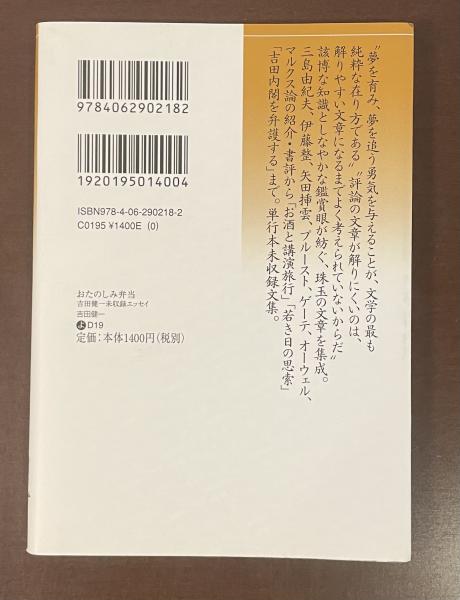 9784062902182
1920195014004
ISBN978-4-06-290218-2
C0195 ¥1400E (0)
おたのしみ弁当
吉田健一未収録エッセイ
吉田健一
よD19
定価：本体1400円（税別）
“夢を育み、夢を追う勇気を与えることが、文学の最も
純粋な在り方である”“評論の文章が解りにくいのは、
解りやすい文章になるまでよく考えられていないからだ”
該博な知識としなやかな鑑賞眼が紡ぐ、珠玉の文章を集成。
三島由紀夫、伊藤整、矢田挿雲、プルースト、ゲーテ、オーウェル、
マルクス論の紹介・書評から「お酒と講演旅行」「若き日の思索」
「吉田内閣を弁護する」まで。単行本未収録文集。